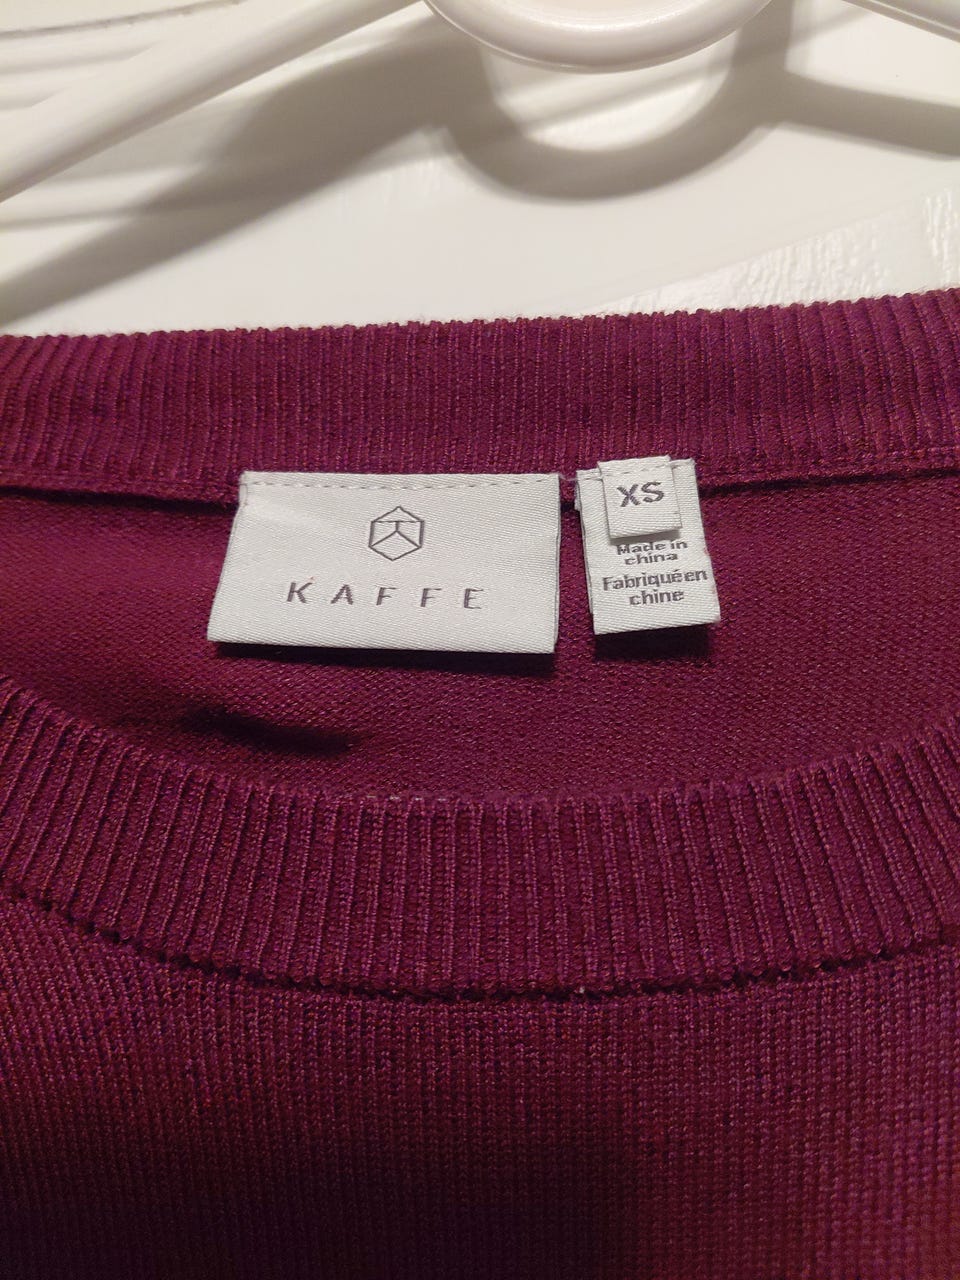 KAFFE
XS
Made in
china
Fabriqué en
chine